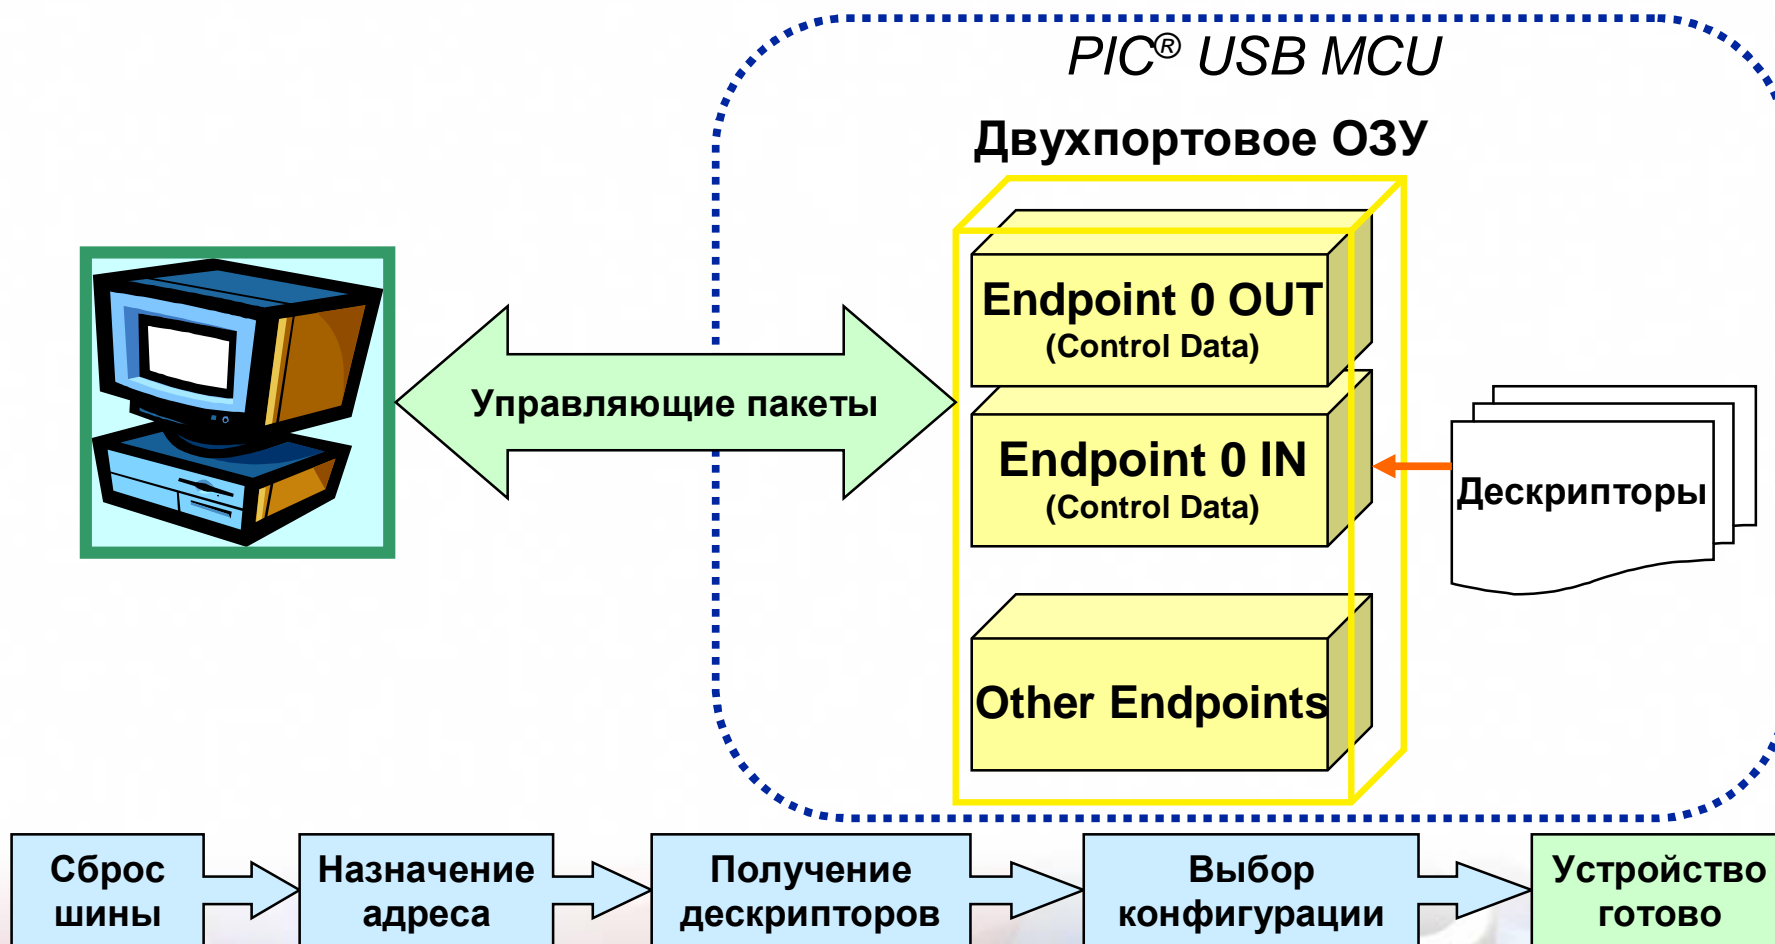 PIC® USB MCU
Двухпортовое ОЗУ
Endpoint 0 OUT
(Control Data)
Управляющие пакеты
Endpoint 0 IN
(Control Data)
Дескрипторы
Other Endpoints
Сброс
шины
Назначение
адреса
Получение
дескрипторов
Выбор
конфигурации
Устройство
готово